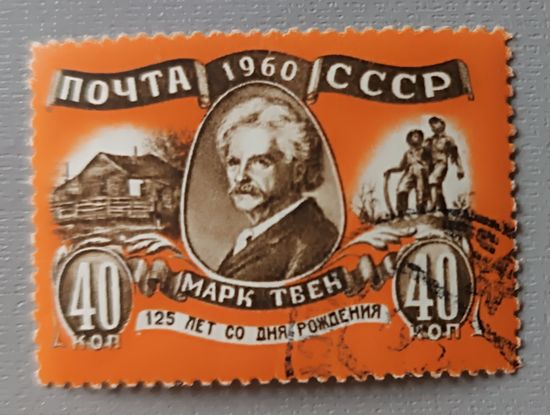 ПОЧТА 1960 СССР
МАРК ТВЕН
40 КОП
125 ЛЕТ СО ДНЯ РОЖДЕНИЯ
40 КОП